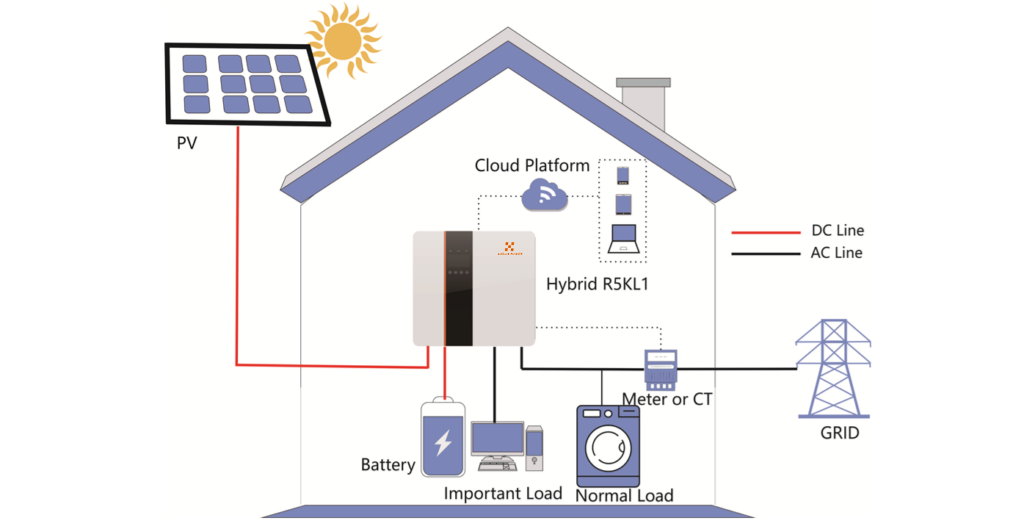 PV
Cloud Platform
DC Line
AC Line
Hybrid R5KL1
Meter or CT
GRID
Battery
Important Load
Normal Load